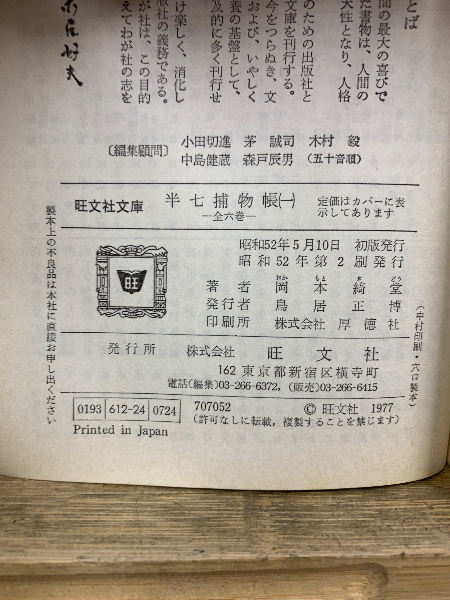 とば
間の最大の喜びで
た書物は、人間の
大性となり、人格
のための出版社と
文庫を刊行する。
今をつらぬき、文
および、いやしく
養の基盤として、
及的に多く刊行せ
け楽しく、消化し
版社の義務である。
が社は、この目的
えてわが社の志を
〔編集顧問〕
小田切進 茅誠司 木村毅
中島健蔵 森戸辰男 (五十音順)
旺文社文庫
半七捕物帳㈠
―全六巻―
定価はカバーに表
示してあります
昭和52年5月10日 初版発行
昭和52年第2刷発行
旺
著者 岡本綺堂
おか もと き どう
発行者 鳥居正博
印刷所 株式会社 厚徳社
発行所 株式会社 旺文社
162 東京都新宿区横寺町
電話(編集)03-266-6372, (販売)03-266-6415
0193 612-24 0724
707052
© 旺文社 1977
(許可なしに転載,複製することを禁じます)
Printed in Japan
(中村印刷・穴口製本)
製本上の不良品は本社に直接お申し出ください